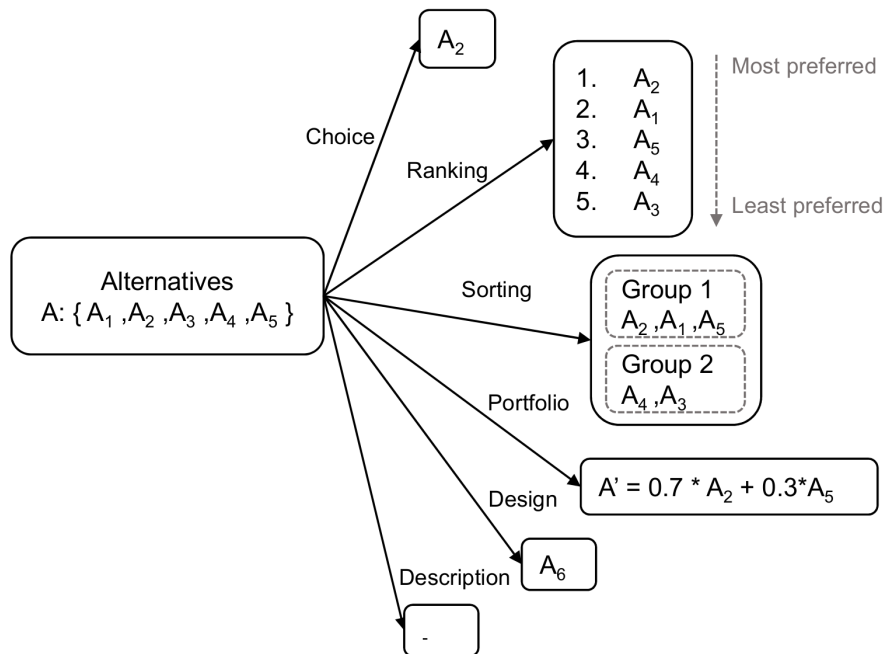 A₂
Choice
Ranking
1. A₂
2. A₁
3. A₅
4. A₄
5. A₃
Most preferred
Least preferred
Alternatives
A: { A₁ ,A₂ ,A₃ ,A₄ ,A₅ }
Sorting
Group 1
A₂ ,A₁ ,A₅
Group 2
A₄ ,A₃
Portfolio
A’ = 0.7 * A₂ + 0.3*A₅
Design
A₆
Description
-